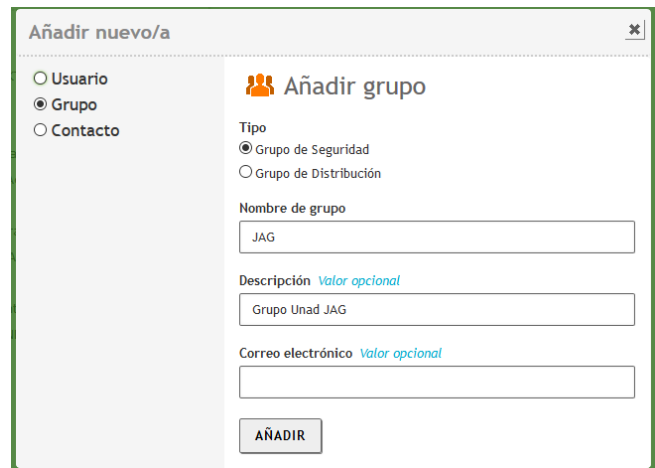 Añadir nuevo/a
Usuario
Grupo
Contacto
Añadir grupo
Tipo
Grupo de Seguridad
Grupo de Distribución
Nombre de grupo
JAG
Descripción Valor opcional
Grupo Unad JAG
Correo electrónico Valor opcional
AÑADIR